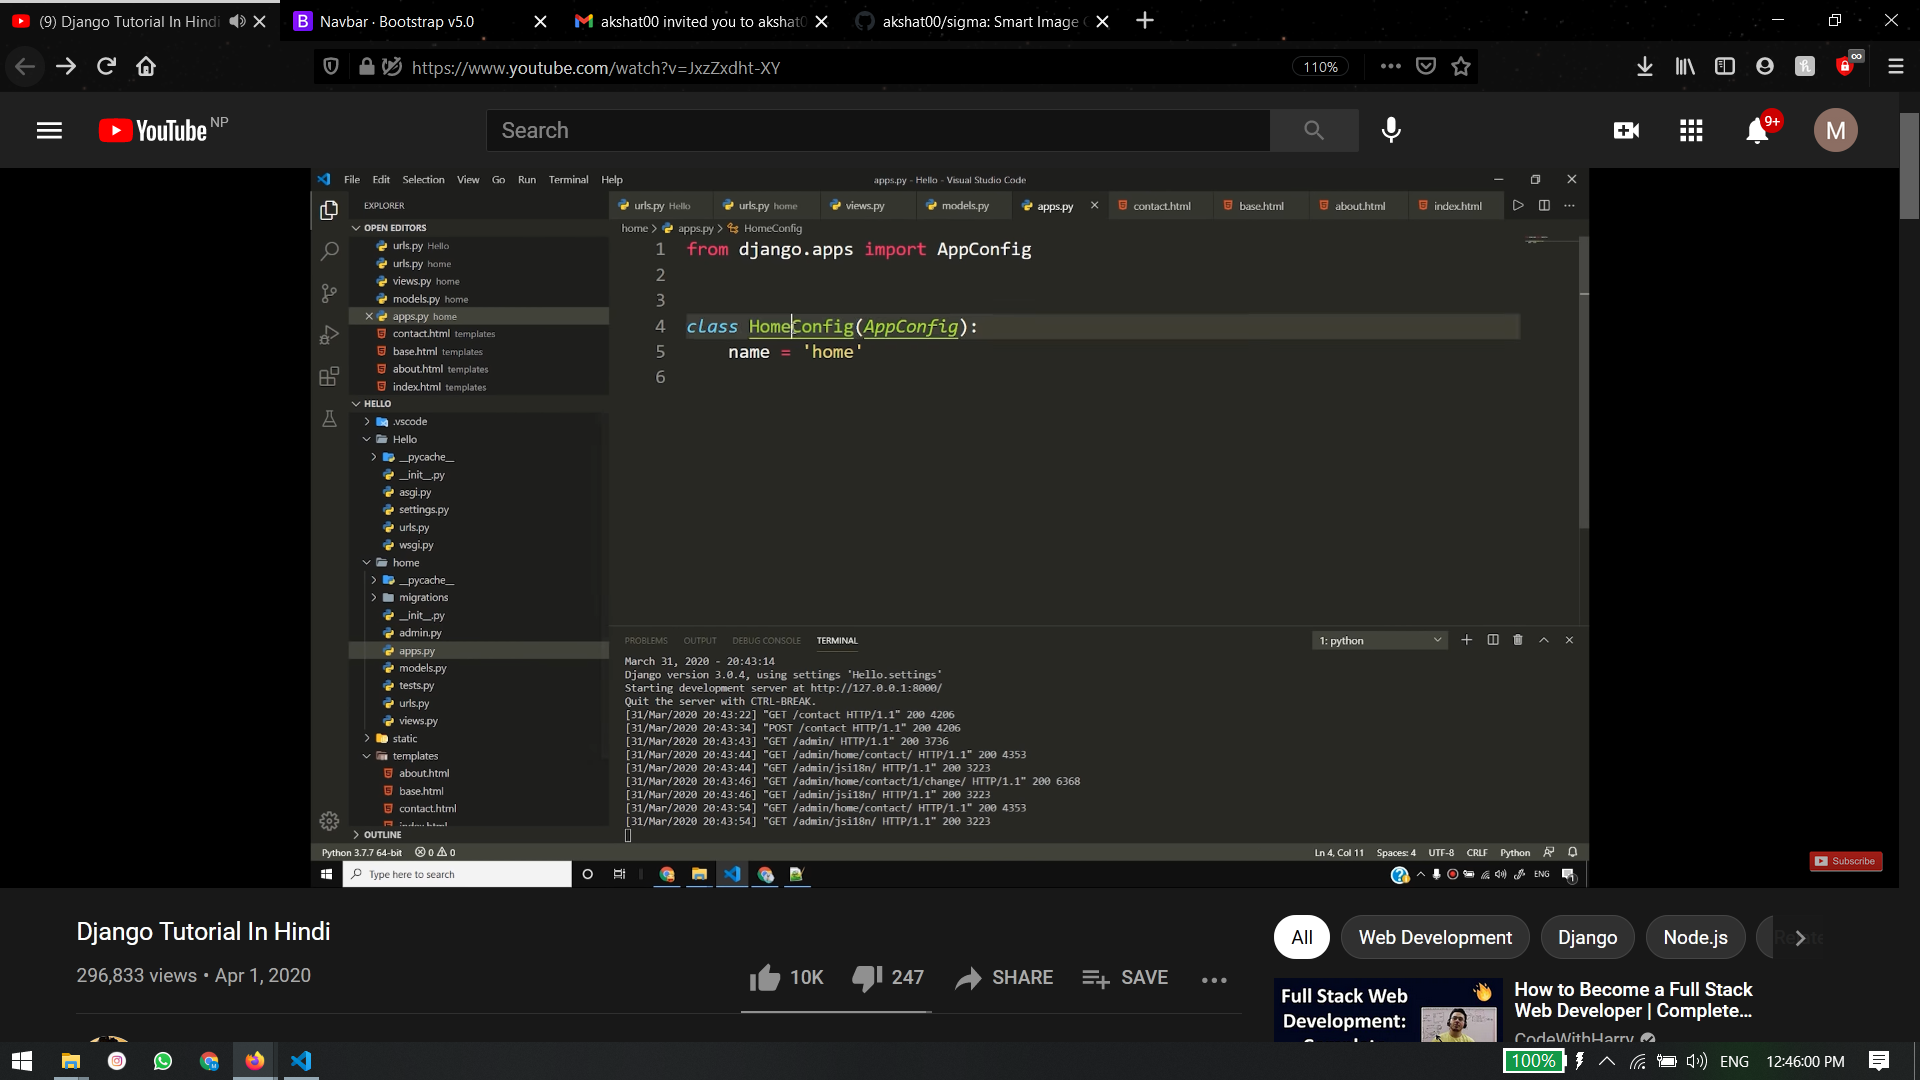 (9) Django Tutorial In Hindi
Navbar · Bootstrap v5.0
akshat00 invited you to akshat0
akshat00/sigma: Smart Image
https://www.youtube.com/watch?v=JxzZxdht-XY
110%
YouTube NP
Search
9+
M
File Edit Selection View Go Run Terminal Help
apps.py - Hello - Visual Studio Code
EXPLORER
urls.py Hello
urls.py home
views.py
models.py
apps.py
contact.html
base.html
about.html
index.html
OPEN EDITORS
urls.py Hello
urls.py home
views.py home
models.py home
apps.py home
contact.html templates
base.html templates
about.html templates
index.html templates
HELLO
.vscode
Hello
__pycache__
__init__.py
asgi.py
settings.py
urls.py
wsgi.py
home
__pycache__
migrations
__init__.py
admin.py
apps.py
models.py
tests.py
urls.py
views.py
static
templates
about.html
base.html
contact.html
index.html
OUTLINE
home > apps.py > HomeConfig
1 from django.apps import AppConfig
2
3
4 class HomeConfig(AppConfig):
5 name = 'home'
6
PROBLEMS OUTPUT DEBUG CONSOLE TERMINAL
1: python
March 31, 2020 - 20:43:14
Django version 3.0.4, using settings 'Hello.settings'
Starting development server at http://127.0.0.1:8000/
Quit the server with CTRL-BREAK.
[31/Mar/2020 20:43:22] "GET /contact HTTP/1.1" 200 4206
[31/Mar/2020 20:43:34] "POST /contact HTTP/1.1" 200 4206
[31/Mar/2020 20:43:43] "GET /admin/ HTTP/1.1" 200 3736
[31/Mar/2020 20:43:44] "GET /admin/home/contact/ HTTP/1.1" 200 4353
[31/Mar/2020 20:43:44] "GET /admin/jsi18n/ HTTP/1.1" 200 3223
[31/Mar/2020 20:43:46] "GET /admin/home/contact/1/change/ HTTP/1.1" 200 6368
[31/Mar/2020 20:43:46] "GET /admin/jsi18n/ HTTP/1.1" 200 3223
[31/Mar/2020 20:43:54] "GET /admin/home/contact/ HTTP/1.1" 200 4353
[31/Mar/2020 20:43:54] "GET /admin/jsi18n/ HTTP/1.1" 200 3223
Python 3.7.7 64-bit 0 0
Ln 4, Col 11 Spaces: 4 UTF-8 CRLF Python
Subscribe
Type here to search
ENG
Django Tutorial In Hindi
296,833 views • Apr 1, 2020
10K 247 SHARE SAVE
All Web Development Django Node.js
Full Stack Web
Development:
How to Become a Full Stack
Web Developer | Complete...
CodeWithHarry
100% ENG 12:46:00 PM